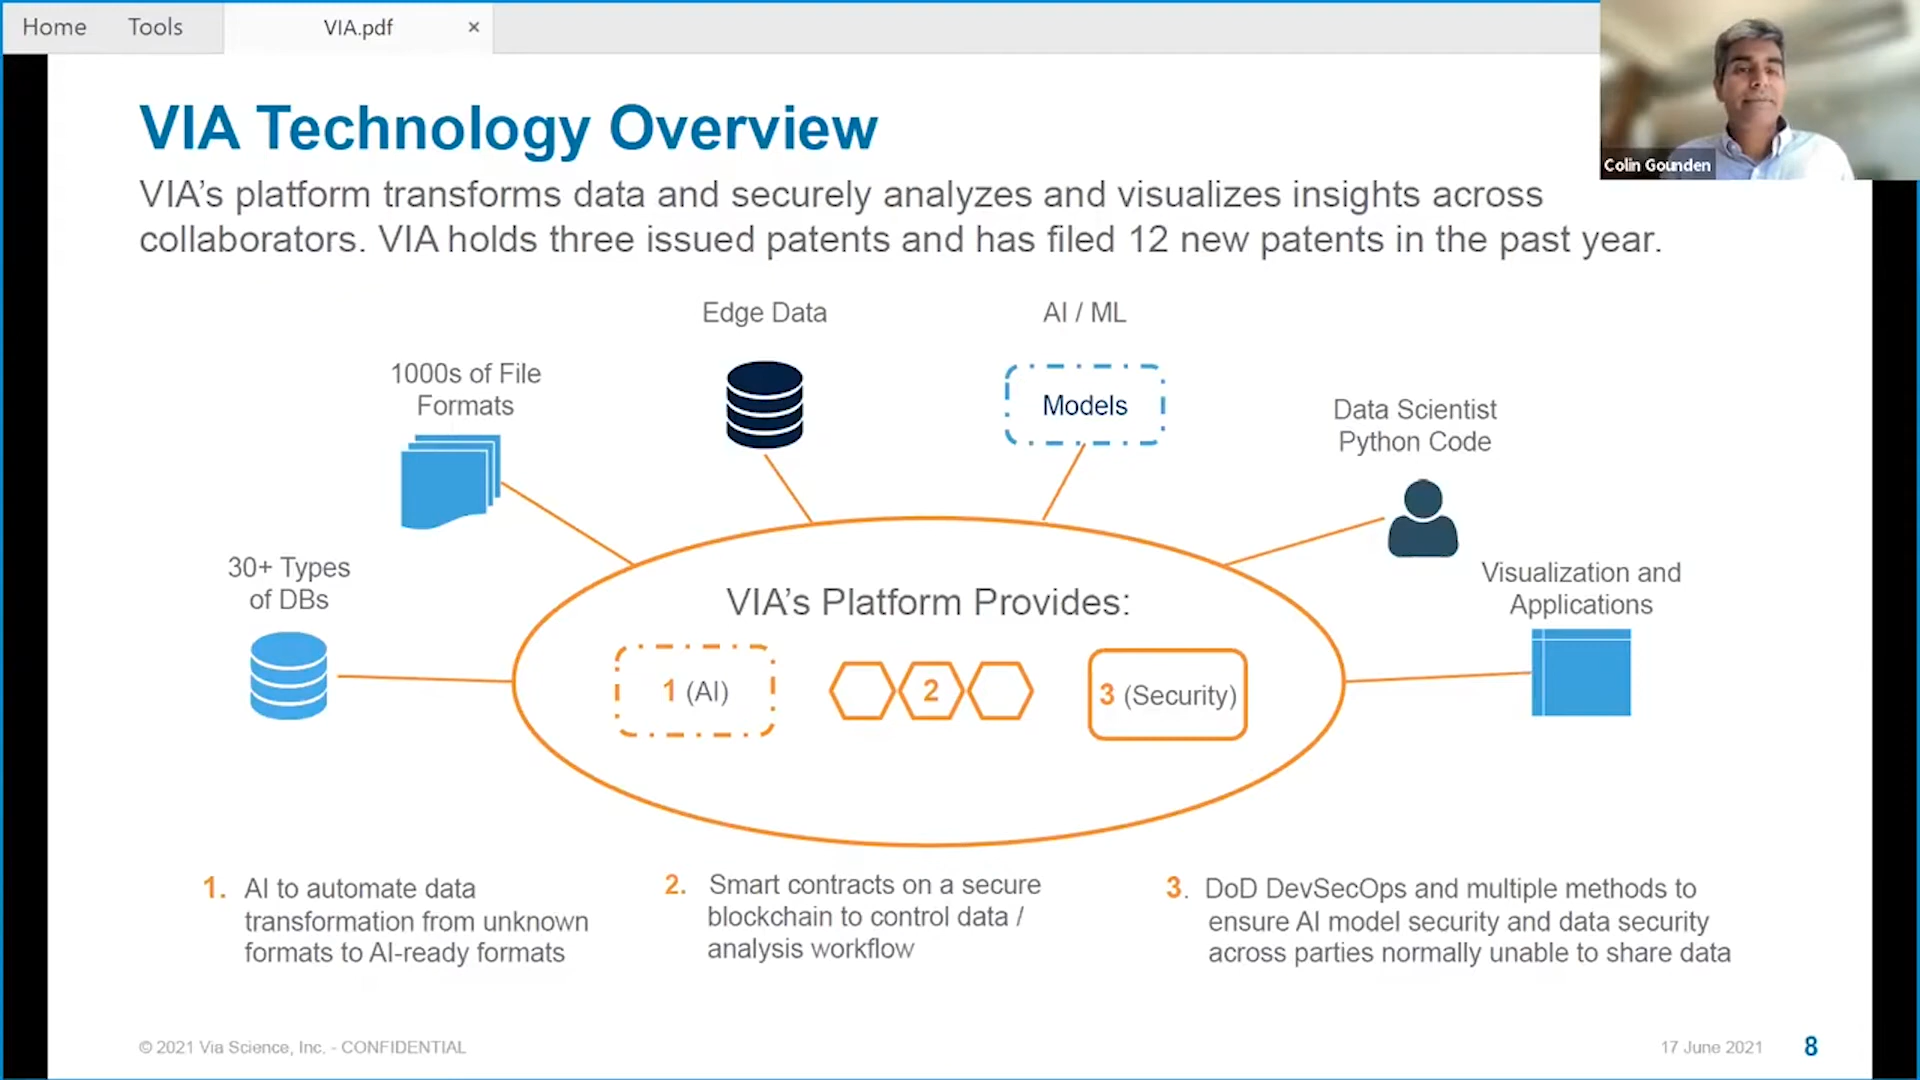 Home
Tools
VIA.pdf
×
Colin Gounden
VIA Technology Overview
VIA's platform transforms data and securely analyzes and visualizes insights across
collaborators. VIA holds three issued patents and has filed 12 new patents in the past year.
Edge Data
AI / ML
1000s of File
Formats
Models
Data Scientist
Python Code
30+ Types
of DBs
Visualization and
Applications
VIA's Platform Provides:
1 (AI)
2
3 (Security)
1. AI to automate data
transformation from unknown
formats to AI-ready formats
2. Smart contracts on a secure
blockchain to control data /
analysis workflow
3. DoD DevSecOps and multiple methods to
ensure AI model security and data security
across parties normally unable to share data
© 2021 Via Science, Inc. - CONFIDENTIAL
17 June 2021
8